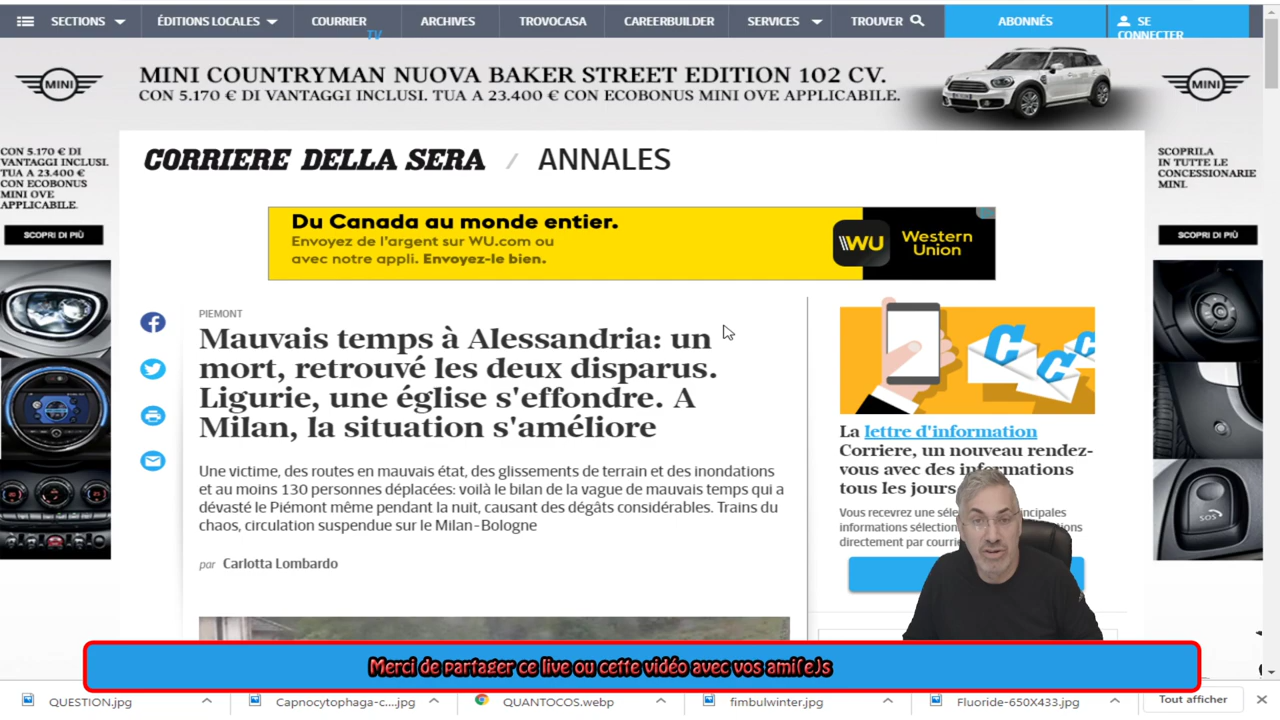 SECTIONS
ÉDITIONS LOCALES
COURRIER TV
ARCHIVES
TROVOCASA
CAREERBUILDER
SERVICES
TROUVER
ABONNÉS
SE CONNECTER
MINI
MINI COUNTRYMAN NUOVA BAKER STREET EDITION 102 CV.
CON 5.170 € DI VANTAGGI INCLUSI. TUA A 23.400 € CON ECOBONUS MINI OVE APPLICABILE.
MINI
CON 5.170 € DI
VANTAGGI INCLUSI.
TUA A 23.400 €
CON ECOBONUS
MINI OVE
APPLICABILE.
SCOPRI DI PIÙ
SCOPRILA
IN TUTTE LE
CONCESSIONARIE
MINI.
SCOPRI DI PIÙ
SOS
CORRIERE DELLA SERA / ANNALES
Du Canada au monde entier.
Envoyez de l'argent sur WU.com ou
avec notre appli. Envoyez-le bien.
WU
Western
Union
PIEMONT
Mauvais temps à Alessandria: un
mort, retrouvé les deux disparus.
Ligurie, une église s'effondre. A
Milan, la situation s'améliore
Une victime, des routes en mauvais état, des glissements de terrain et des inondations
et au moins 130 personnes déplacées: voilà le bilan de la vague de mauvais temps qui a
dévasté le Piémont même pendant la nuit, causant des dégâts considérables. Trains du
chaos, circulation suspendue sur le Milan-Bologne
par Carlotta Lombardo
La lettre d'information
Corriere, un nouveau rendez-
vous avec des informations
tous les jours
Vous recevrez une
informations
directement par
Merci de partager ce live ou cette vidéo avec vos ami(e)s
QUESTION.jpg
Capnocytophaga-c....jpg
QUANTOCOS.webp
fimbulwinter.jpg
Fluoride-650X433.jpg
Tout afficher